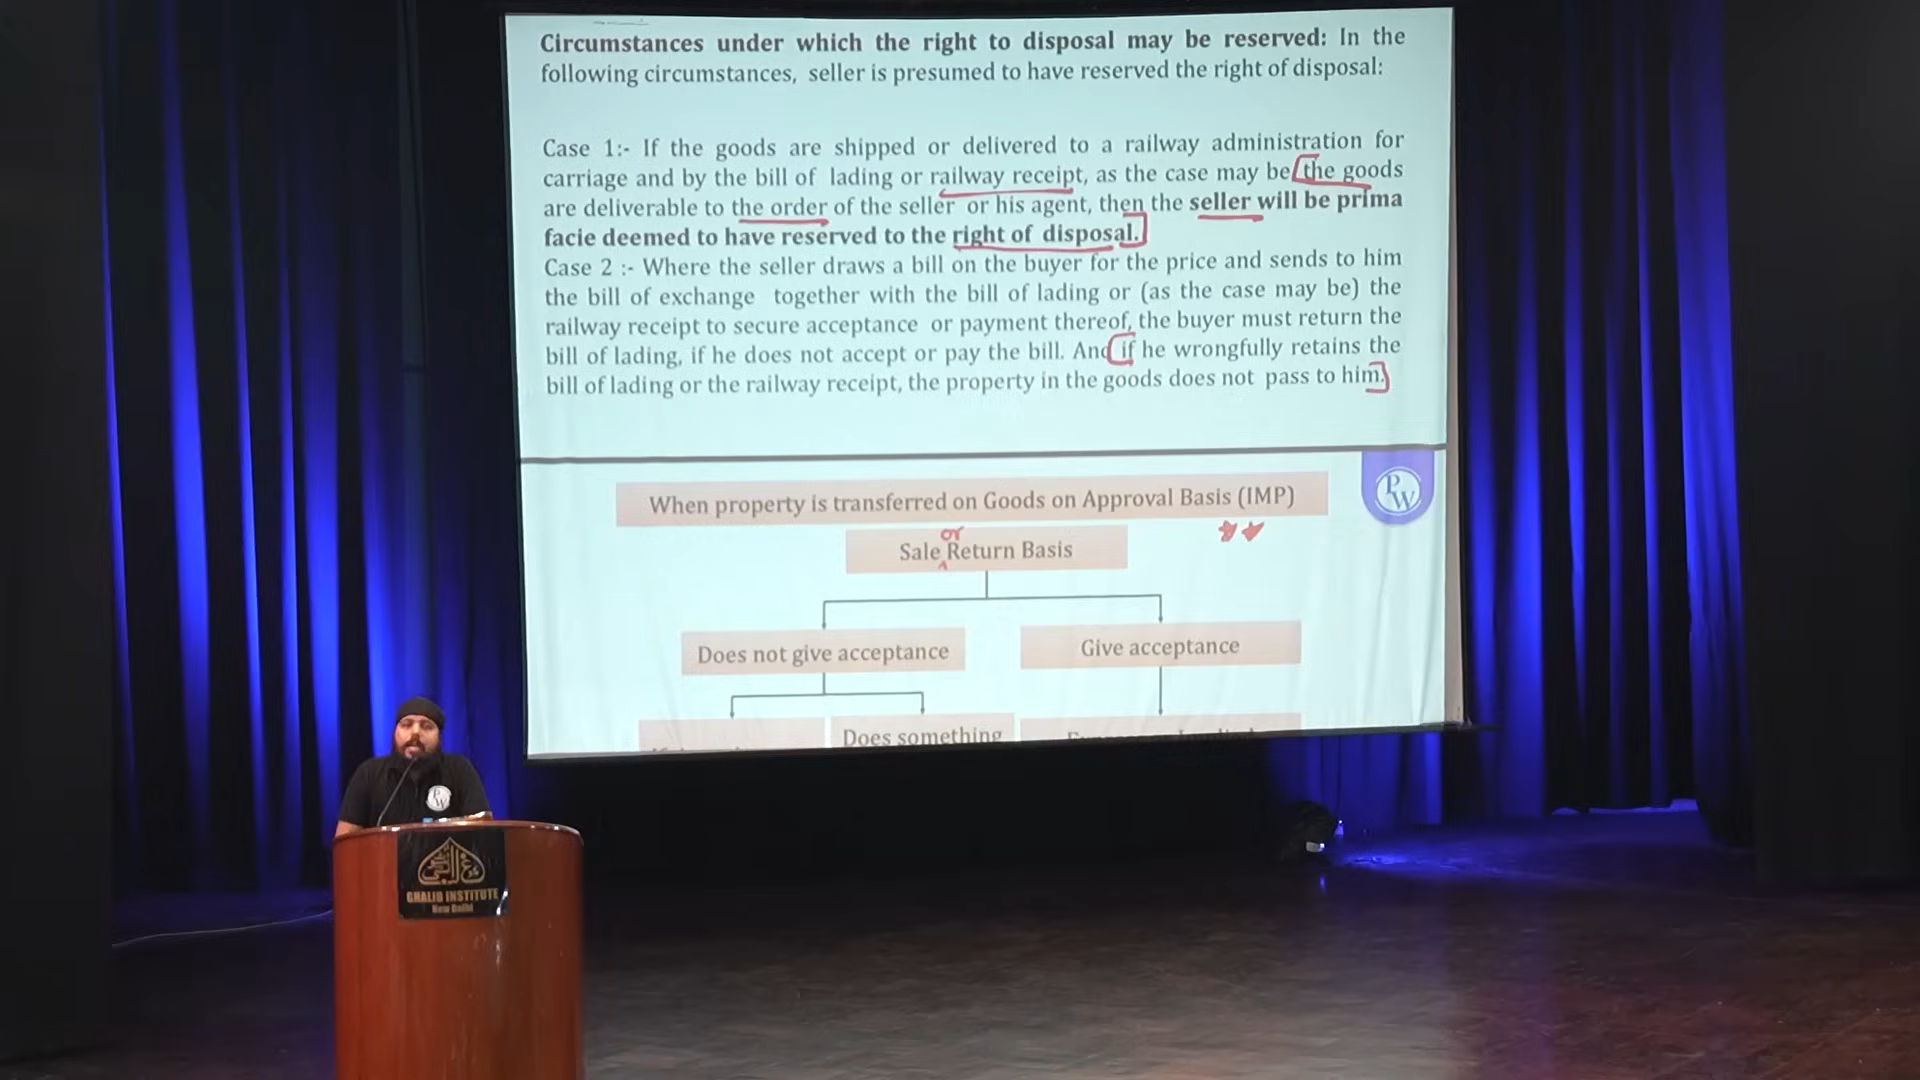 Circumstances under which the right to disposal may be reserved: In the
following circumstances, seller is presumed to have reserved the right of disposal:
Case 1:- If the goods are shipped or delivered to a railway administration for
carriage and by the bill of lading or railway receipt, as the case may be the goods
are deliverable to the order of the seller or his agent, then the seller will be prima
facie deemed to have reserved to the right of disposal.
Case 2 :- Where the seller draws a bill on the buyer for the price and sends to him
the bill of exchange together with the bill of lading or (as the case may be) the
railway receipt to secure acceptance or payment thereof, the buyer must return the
bill of lading, if he does not accept or pay the bill. And if he wrongfully retains the
bill of lading or the railway receipt, the property in the goods does not pass to him.
PW
When property is transferred on Goods on Approval Basis (IMP)
or
Sale Return Basis
Does not give acceptance
Give acceptance
Does something
PW
GHALIB INSTITUTE
New Delhi